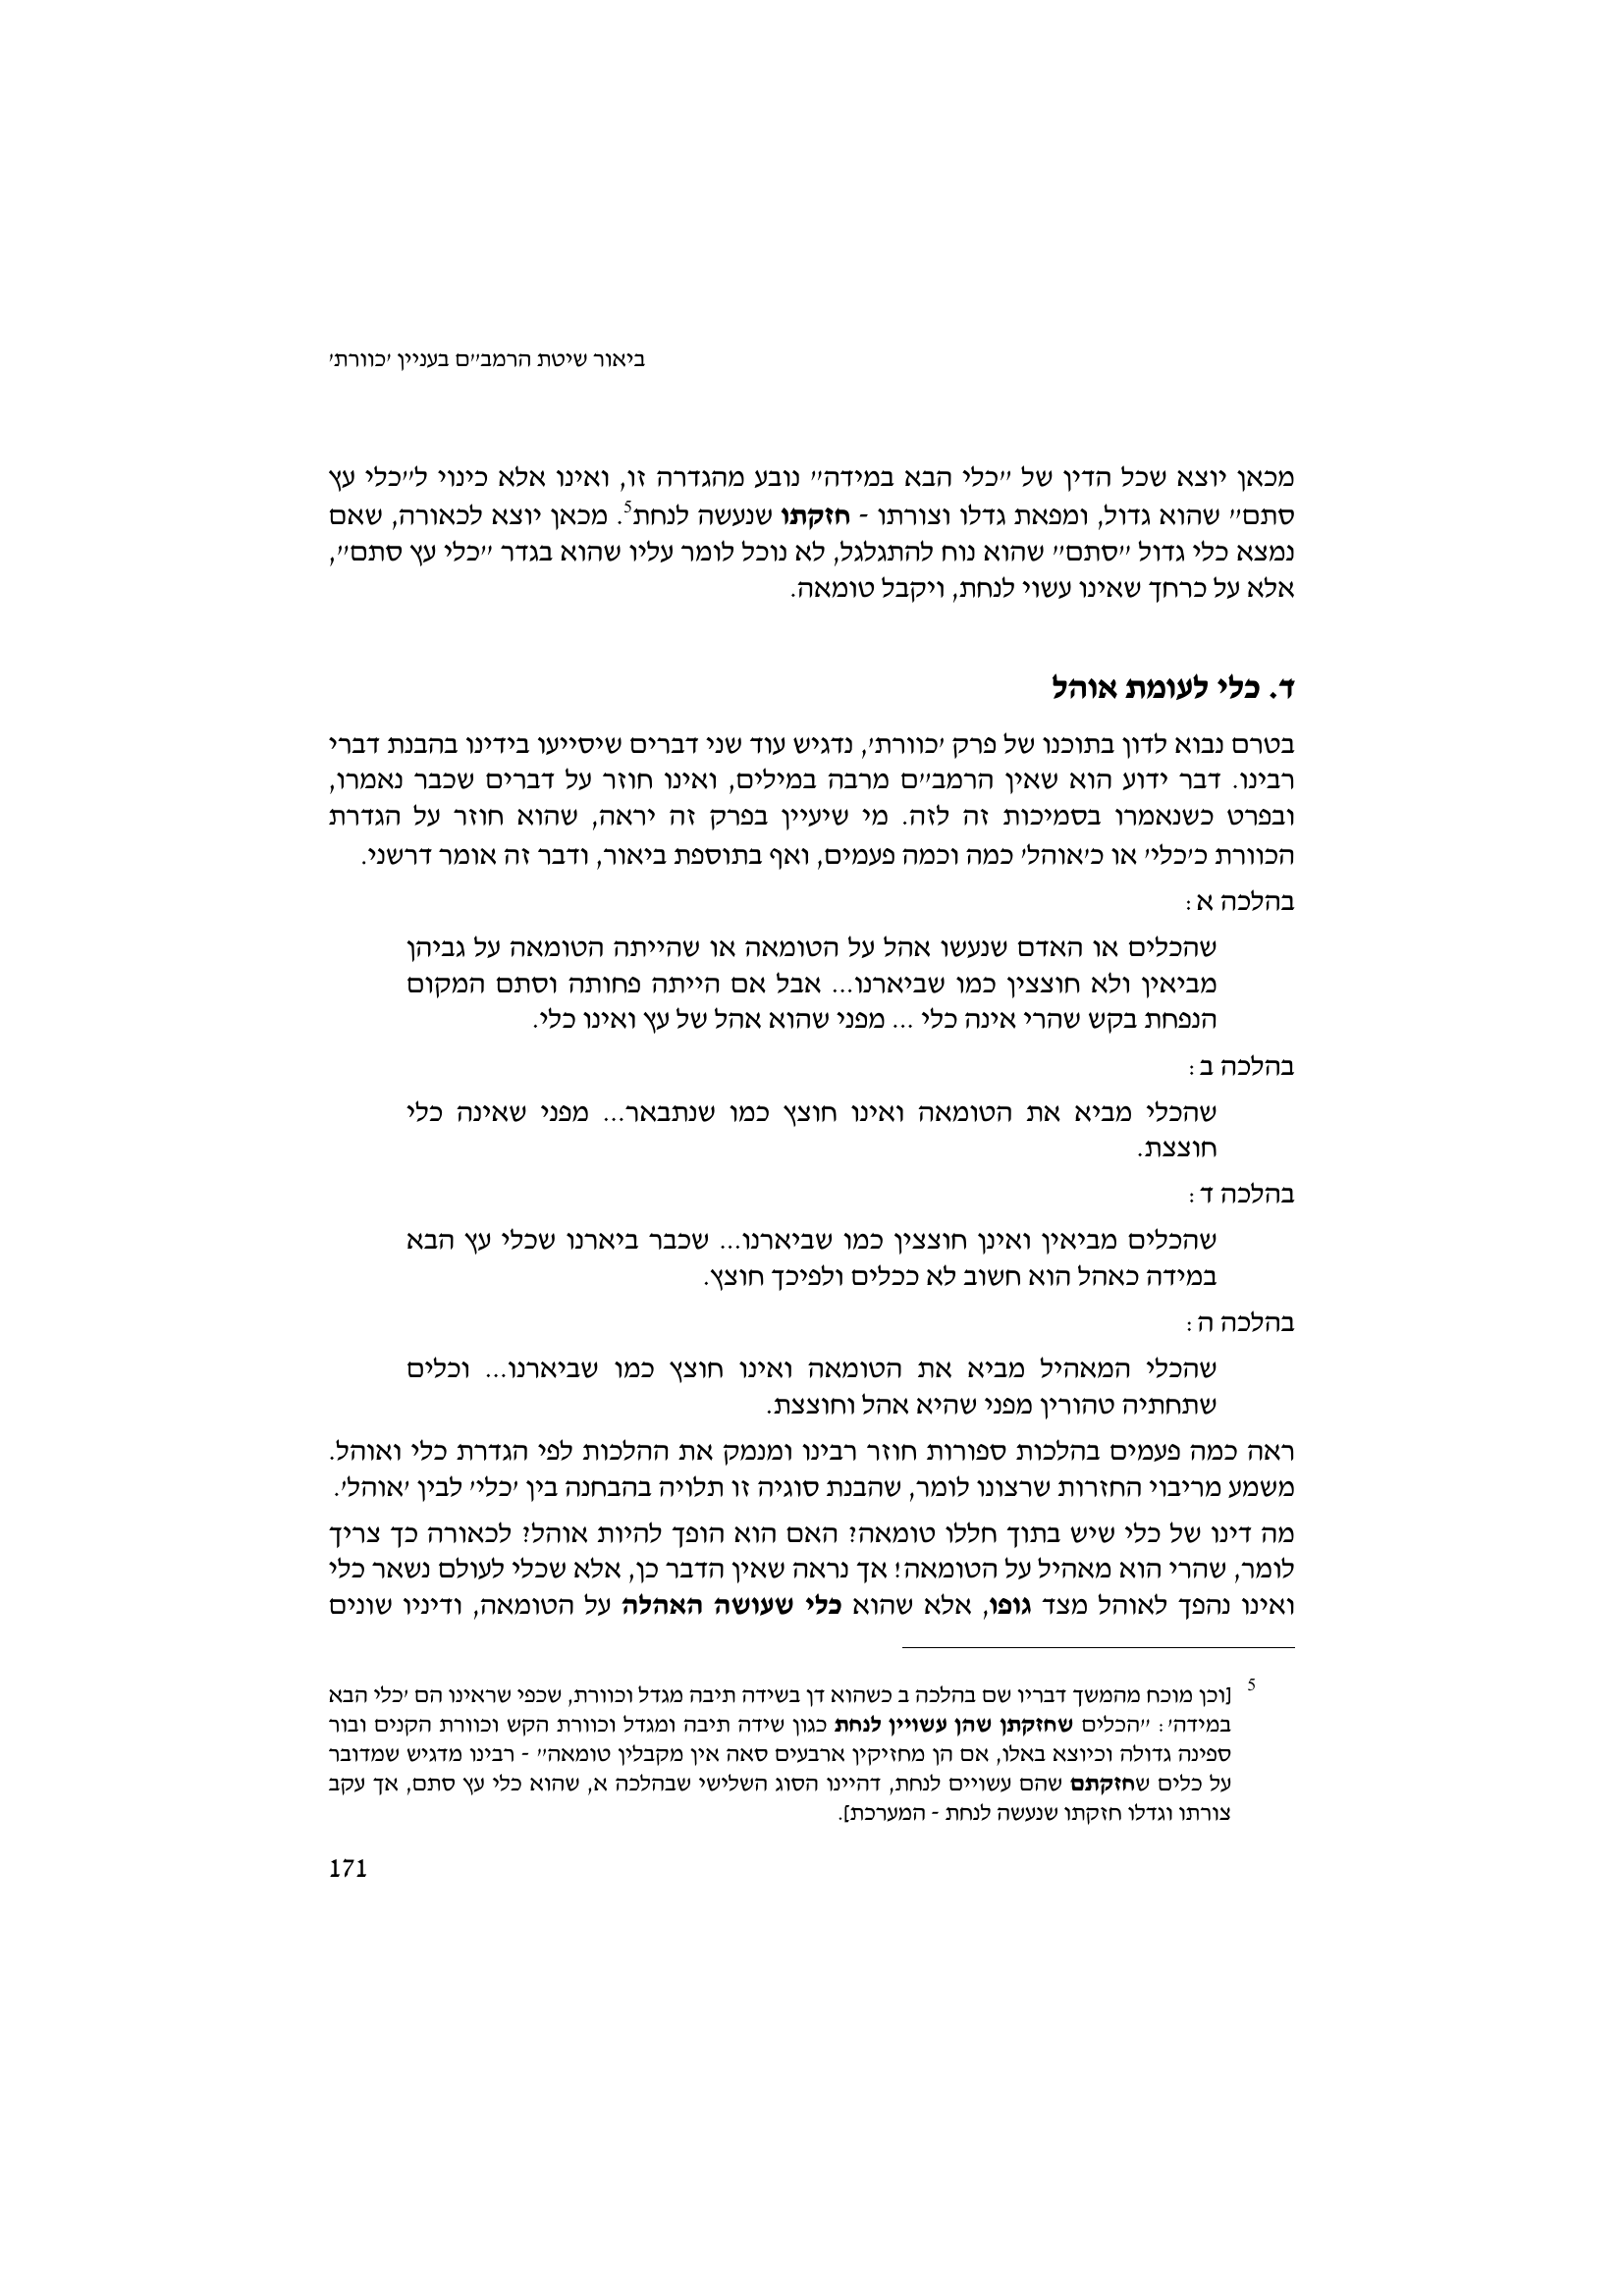 ביאור שיטת הרמב״ם בעניין ׳כוורת׳
מכאן יוצא שכל הדין של ״כלי הבא במידה״ נובע מהגדרה זו, ואינו אלא כינוי ל״כלי עץ
סתם״ שהוא גדול, ומפאת גדלו וצורתו - חזקתו שנעשה לנחת5. מכאן יוצא לכאורה, שאם
נמצא כלי גדול ״סתם״ שהוא נוח להתגלגל, לא נוכל לומר עליו שהוא בגדר ״כלי עץ סתם״,
אלא על כרחך שאינו עשוי לנחת, ויקבל טומאה.
ד. כלי לעומת אוהל
בטרם נבוא לדון בתוכנו של פרק ׳כוורת׳, נדגיש עוד שני דברים שיסייעו בידינו בהבנת דברי
רבינו. דבר ידוע הוא שאין הרמב״ם מרבה במילים, ואינו חוזר על דברים שכבר נאמרו,
ובפרט כשנאמרו בסמיכות זה לזה. מי שיעיין בפרק זה יראה, שהוא חוזר על הגדרת
הכוורת כ׳כלי׳ או כ׳אוהל׳ כמה וכמה פעמים, ואף בתוספת ביאור, ודבר זה אומר דרשני.
בהלכה א:
שהכלים או האדם שנעשו אהל על הטומאה או שהייתה הטומאה על גביהן
מביאין ולא חוצצין כמו שביארנו... אבל אם הייתה פחותה וסתם המקום
הנפחת בקש שהרי אינה כלי ... מפני שהוא אהל של עץ ואינו כלי.
בהלכה ב:
שהכלי מביא את הטומאה ואינו חוצץ כמו שנתבאר... מפני שאינה כלי
חוצצת.
בהלכה ד:
שהכלים מביאין ואינן חוצצין כמו שביארנו... שכבר ביארנו שכלי עץ הבא
במידה כאהל הוא חשוב לא ככלים ולפיכך חוצץ.
בהלכה ה:
שהכלי המאהיל מביא את הטומאה ואינו חוצץ כמו שביארנו... וכלים
שתחתיה טהורין מפני שהיא אהל וחוצצת.
ראה כמה פעמים בהלכות ספורות חוזר רבינו ומנמק את ההלכות לפי הגדרת כלי ואוהל.
משמע מריבוי החזרות שרצונו לומר, שהבנת סוגיה זו תלויה בהבחנה בין ׳כלי׳ לבין ׳אוהל׳.
מה דינו של כלי שיש בתוך חללו טומאה? האם הוא הופך להיות אוהל? לכאורה כך צריך
לומר, שהרי הוא מאהיל על הטומאה! אך נראה שאין הדבר כן, אלא שכלי לעולם נשאר כלי
ואינו נהפך לאוהל מצד גופו, אלא שהוא כלי שעושה האהלה על הטומאה, ודיניו שונים
5 [וכן מוכח מהמשך דבריו שם בהלכה ב כשהוא דן בשידה תיבה מגדל וכוורת, שכפי שראינו הם ׳כלי הבא
במידה׳: ״הכלים שחזקתן שהן עשויין לנחת כגון שידה תיבה ומגדל וכוורת הקש וכוורת הקנים ובור
ספינה גדולה וכיוצא באלו, אם הן מחזיקין ארבעים סאה אין מקבלין טומאה״ - רבינו מדגיש שמדובר
על כלים שחזקתם שהם עשויים לנחת, דהיינו הסוג השלישי שבהלכה א, שהוא כלי עץ סתם, אך עקב
צורתו וגדלו חזקתו שנעשה לנחת - המערכת].
171